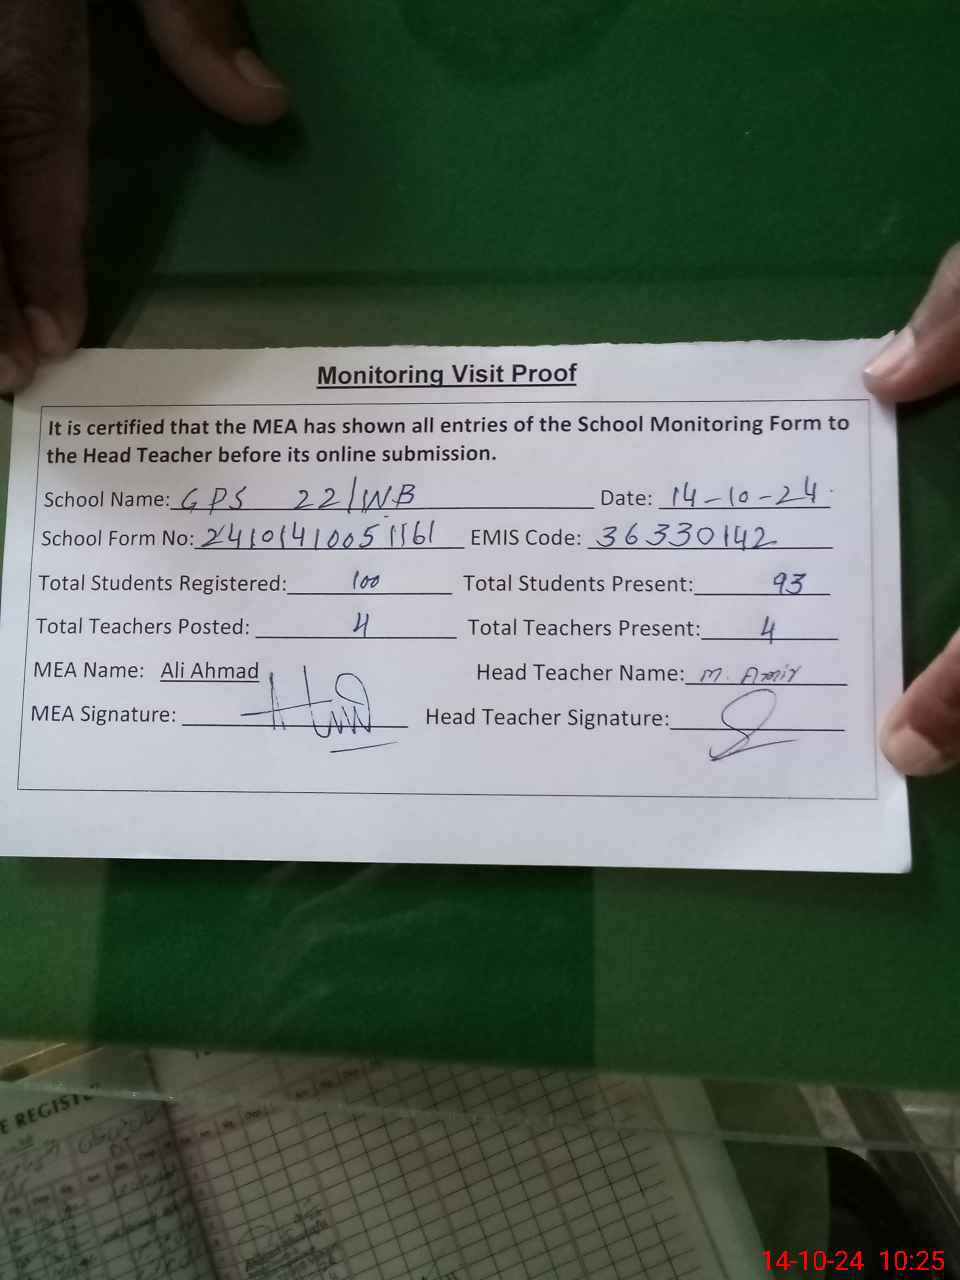 Monitoring Visit Proof
It is certified that the MEA has shown all entries of the School Monitoring Form to
the Head Teacher before its online submission.
School Name: GPS 22/WB Date: 14-10-24
School Form No: 24101410051161 EMIS Code: 36330142
Total Students Registered: 100 Total Students Present: 93
Total Teachers Posted: 4 Total Teachers Present: 4
MEA Name: Ali Ahmad Head Teacher Name: M. Amir
MEA Signature: Head Teacher Signature:
E REGIST
14-10-24 10:25